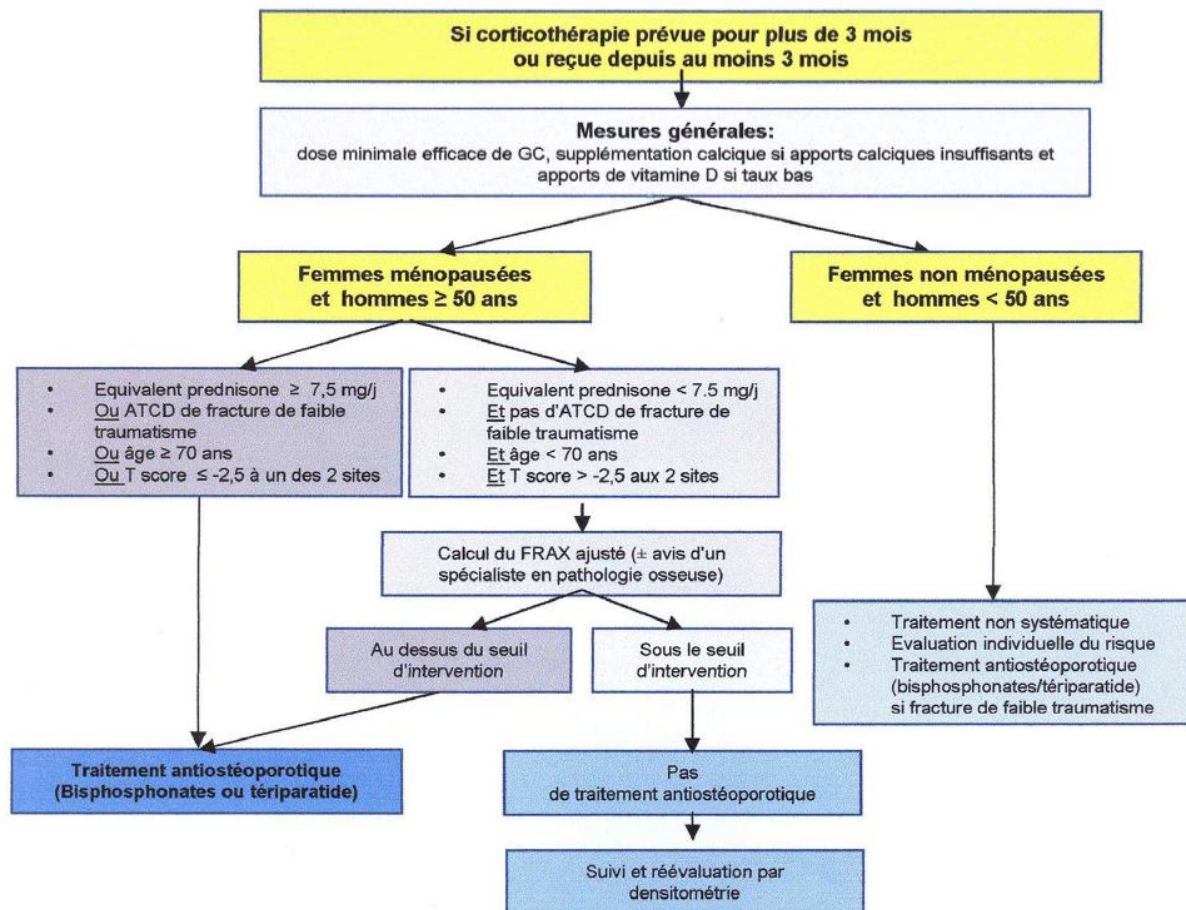 Si corticothérapie prévue pour plus de 3 mois
ou reçue depuis au moins 3 mois
Mesures générales:
dose minimale efficace de GC, supplémentation calcique si apports calciques insuffisants et
apports de vitamine D si taux bas
Femmes ménopausées
et hommes ≥ 50 ans
Femmes non ménopausées
et hommes < 50 ans
• Equivalent prednisone ≥ 7,5 mg/j
• Ou ATCD de fracture de faible
traumatisme
• Ou âge ≥ 70 ans
• Ou T score ≤ -2,5 à un des 2 sites
• Equivalent prednisone < 7.5 mg/j
• Et pas d'ATCD de fracture de
faible traumatisme
• Et âge < 70 ans
• Et T score > -2,5 aux 2 sites
Calcul du FRAX ajusté (± avis d'un
spécialiste en pathologie osseuse)
Au dessus du seuil
d'intervention
Sous le seuil
d'intervention
• Traitement non systématique
• Evaluation individuelle du risque
• Traitement antiostéoporotique
(bisphosphonates/tériparatide)
si fracture de faible traumatisme
Traitement antiostéoporotique
(Bisphosphonates ou tériparatide)
Pas
de traitement antiostéoporotique
Suivi et réévaluation par
densitométrie